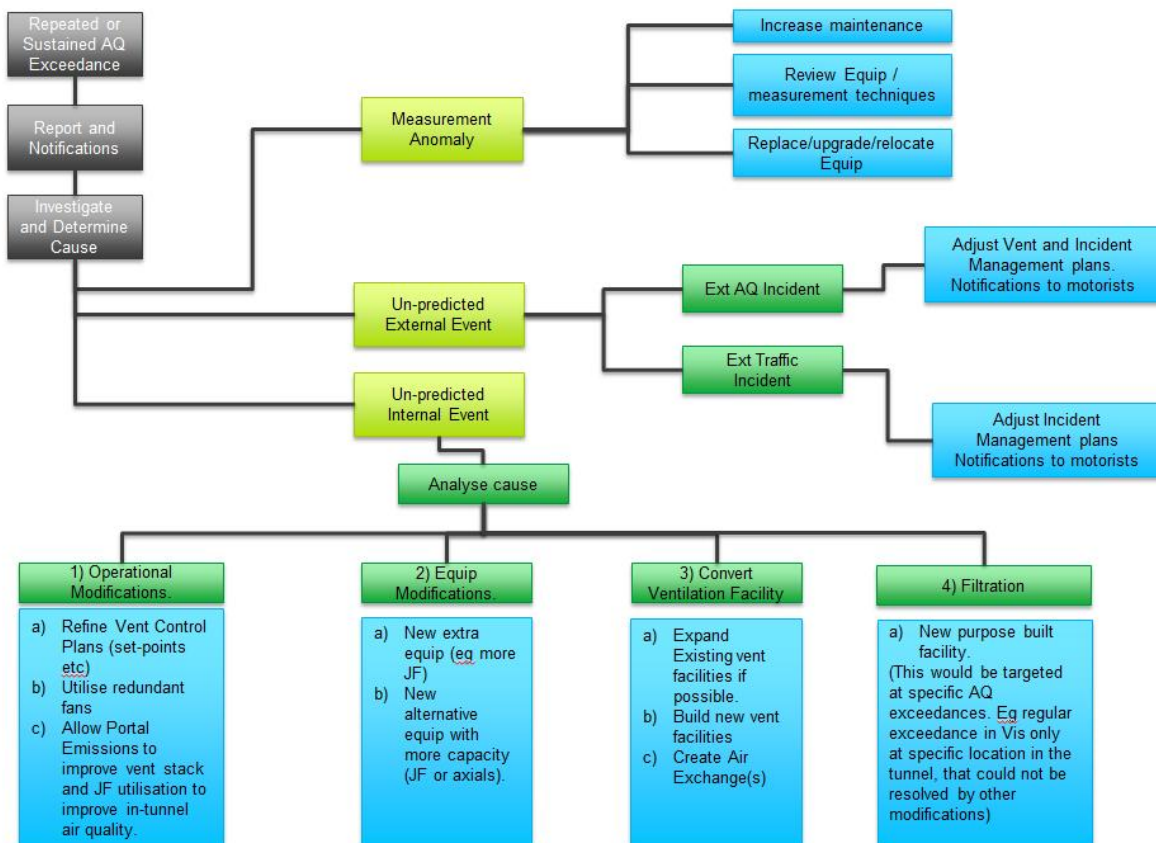 Repeated or
Sustained AQ
Exceedance
Report and
Notifications
Investigate
and Determine
Cause
Measurement
Anomaly
Increase maintenance
Review Equip /
measurement techniques
Replace/upgrade/relocate
Equip
Un-predicted
External Event
Ext AQ Incident
Adjust Vent and Incident
Management plans.
Notifications to motorists
Ext Traffic
Incident
Adjust Incident
Management plans
Notifications to motorists
Un-predicted
Internal Event
Analyse cause
1) Operational
Modifications.
a) Refine Vent Control
Plans (set-points
etc)
b) Utilise redundant
fans
c) Allow Portal
Emissions to
improve vent stack
and JF utilisation to
improve in-tunnel
air quality.
2) Equip
Modifications.
a) New extra
equip (eg more
JF)
b) New
alternative
equip with
more capacity
(JF or axials).
3) Convert
Ventilation Facility
a) Expand
Existing vent
facilities if
possible.
b) Build new vent
facilities
c) Create Air
Exchange(s)
4) Filtration
a) New purpose built
facility.
(This would be targeted
at specific AQ
exceedances. Eg regular
exceedance in Vis only
at specific location in the
tunnel, that could not be
resolved by other
modifications)